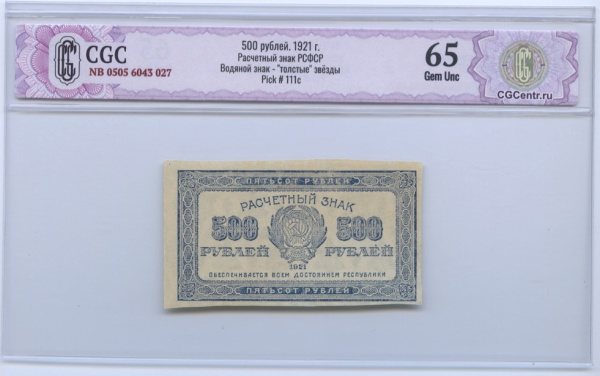 CGC
NB 0505 6043 027
500 рублей, 1921 г.
Расчетный знак РСФСР
Водяной знак - "толстые" звёзды
Pick # 111c
65
Gem Unc
CGC
CGCentr.ru
ПЯТЬСОТ РУБЛЕЙ
РАСЧЕТНЫЙ ЗНАК
500 500
РУБЛЕЙ РУБЛЕЙ
1921
ОБЕСПЕЧИВАЕТСЯ ВСЕМ ДОСТОЯНИЕМ РЕСПУБЛИКИ
ПЯТЬСОТ РУБЛЕЙ